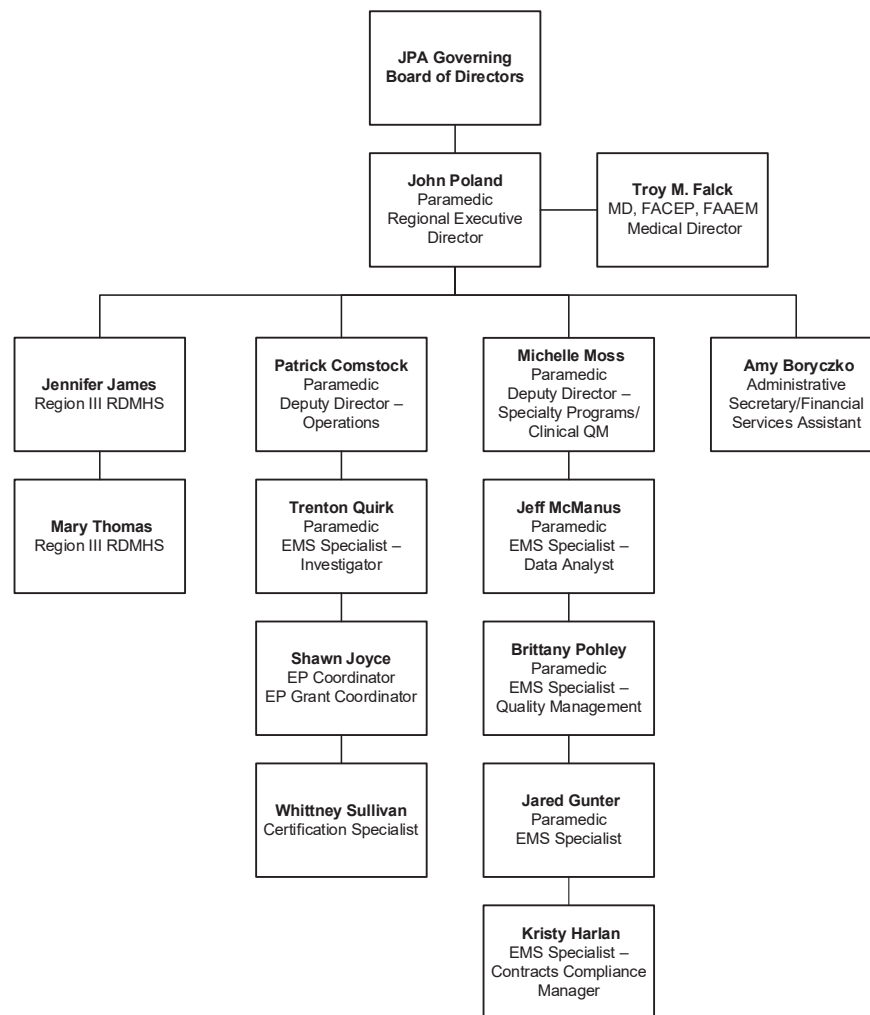 JPA Governing
Board of Directors
John Poland
Paramedic
Regional Executive
Director
Troy M. Falck
MD, FACEP, FAAEM
Medical Director
Jennifer James
Region III RDMHS
Patrick Comstock
Paramedic
Deputy Director –
Operations
Michelle Moss
Paramedic
Deputy Director –
Specialty Programs/
Clinical QM
Amy Boryczko
Administrative
Secretary/Financial
Services Assistant
Mary Thomas
Region III RDMHS
Trenton Quirk
Paramedic
EMS Specialist –
Investigator
Jeff McManus
Paramedic
EMS Specialist –
Data Analyst
Shawn Joyce
EP Coordinator
EP Grant Coordinator
Brittany Pohley
Paramedic
EMS Specialist –
Quality Management
Whittney Sullivan
Certification Specialist
Jared Gunter
Paramedic
EMS Specialist
Kristy Harlan
EMS Specialist –
Contracts Compliance
Manager